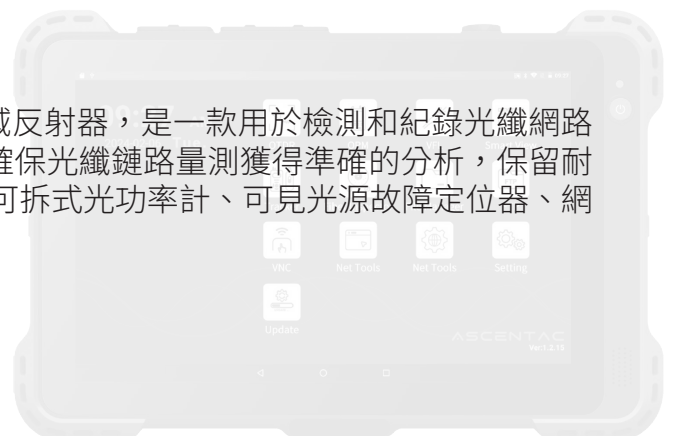 域反射器，是一款用於檢測和紀錄光纖網路
確保光纖鏈路量測獲得準確的分析，保留耐
可拆式光功率計、可見光源故障定位器、網
VNC
Net Tools
Net Tools
Setting
Update
ASCENTAC
Ver1.2.15